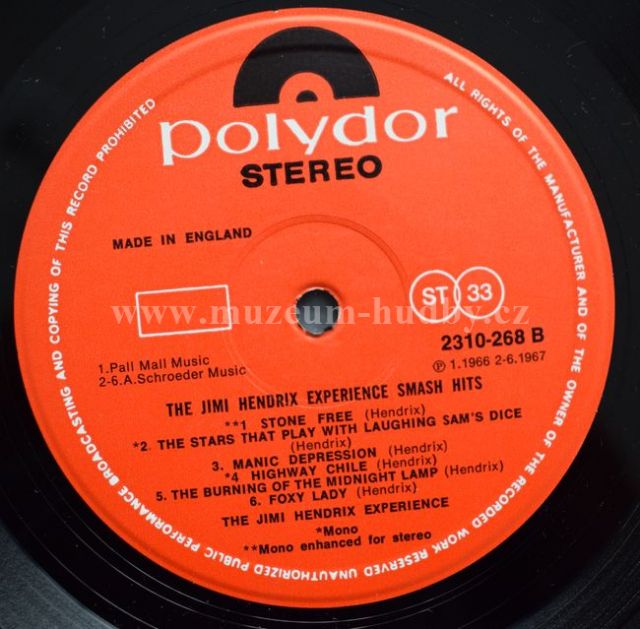 polydor
STEREO
MADE IN ENGLAND
www.muzeum-hudby.cz
ST 33
1.Pall Mall Music
2-6.A.Schroeder Music
2310-268 B
℗ 1.1966 2-6.1967
THE JIMI HENDRIX EXPERIENCE SMASH HITS
**1 STONE FREE (Hendrix)
*2. THE STARS THAT PLAY WITH LAUGHING SAM'S DICE
(Hendrix)
3. MANIC DEPRESSION (Hendrix)
*4 HIGHWAY CHILE (Hendrix)
5. THE BURNING OF THE MIDNIGHT LAMP (Hendrix)
6. FOXY LADY (Hendrix)
THE JIMI HENDRIX EXPERIENCE
*Mono
**Mono enhanced for stereo
ALL RIGHTS OF THE MANUFACTURER AND OF THE OWNER OF THE RECORDED WORK RESERVED UNAUTHORIZED PUBLIC PERFORMANCE BROADCASTING AND COPYING OF THIS RECORD PROHIBITED